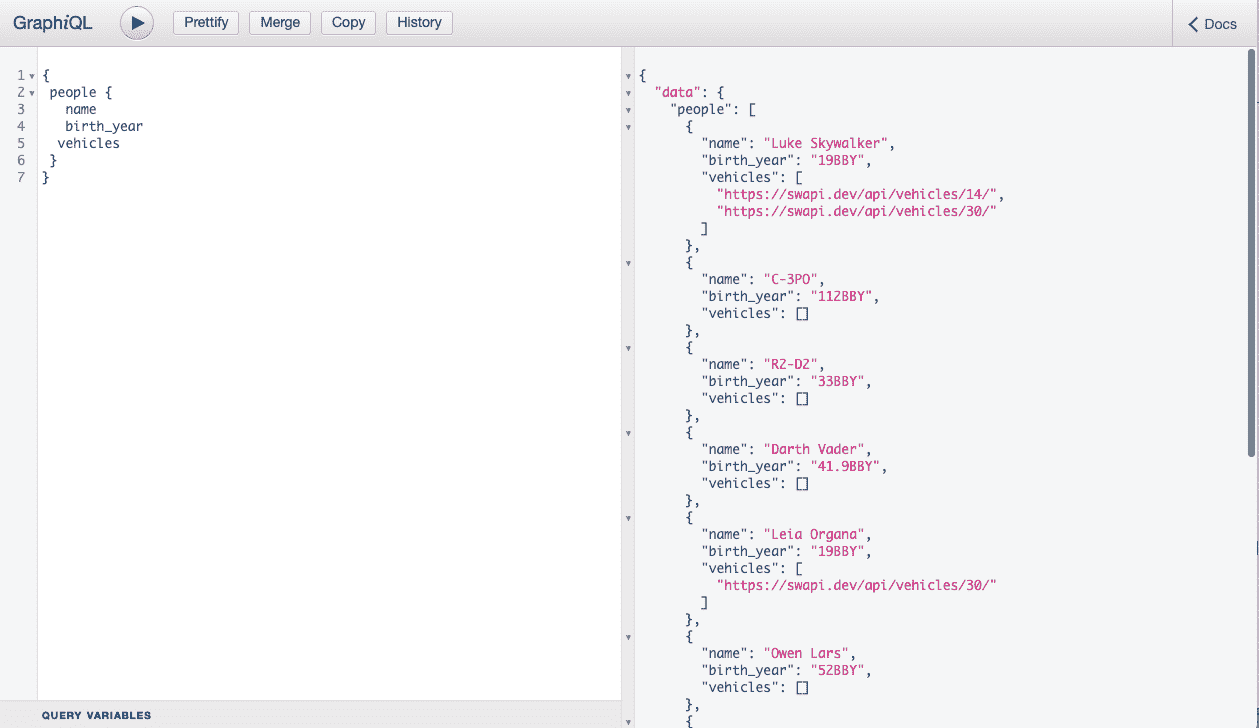 GraphiQL
Prettify
Merge
Copy
History
Docs
1 {
2 people {
3 name
4 birth_year
5 vehicles
6 }
7 }
QUERY VARIABLES
{
"data": {
"people": [
{
"name": "Luke Skywalker",
"birth_year": "19BBY",
"vehicles": [
"https://swapi.dev/api/vehicles/14/",
"https://swapi.dev/api/vehicles/30/"
]
},
{
"name": "C-3PO",
"birth_year": "112BBY",
"vehicles": []
},
{
"name": "R2-D2",
"birth_year": "33BBY",
"vehicles": []
},
{
"name": "Darth Vader",
"birth_year": "41.9BBY",
"vehicles": []
},
{
"name": "Leia Organa",
"birth_year": "19BBY",
"vehicles": [
"https://swapi.dev/api/vehicles/30/"
]
},
{
"name": "Owen Lars",
"birth_year": "52BBY",
"vehicles": []
},
{